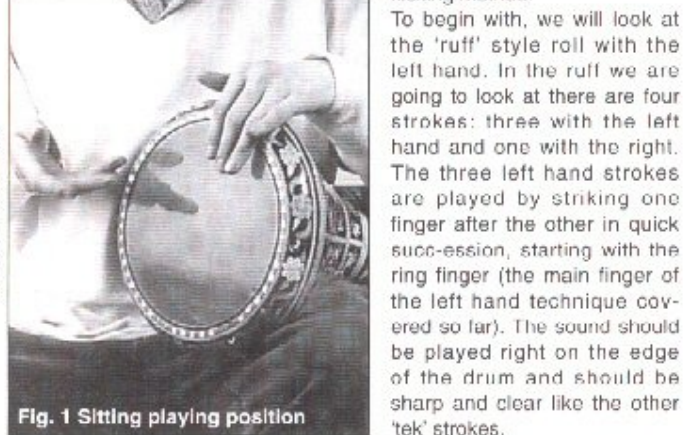 To begin with, we will look at
the 'ruff' style roll with the
left hand. In the ruff we are
going to look at there are four
strokes: three with the left
hand and one with the right.
The three left hand strokes
are played by striking one
finger after the other in quick
succ-ession, starting with the
ring finger (the main finger of
the left hand technique cov-
ered so far). The sound should
be played right on the edge
of the drum and should be
sharp and clear like the other
'tek' strokes.
Fig. 1 Sitting playing position